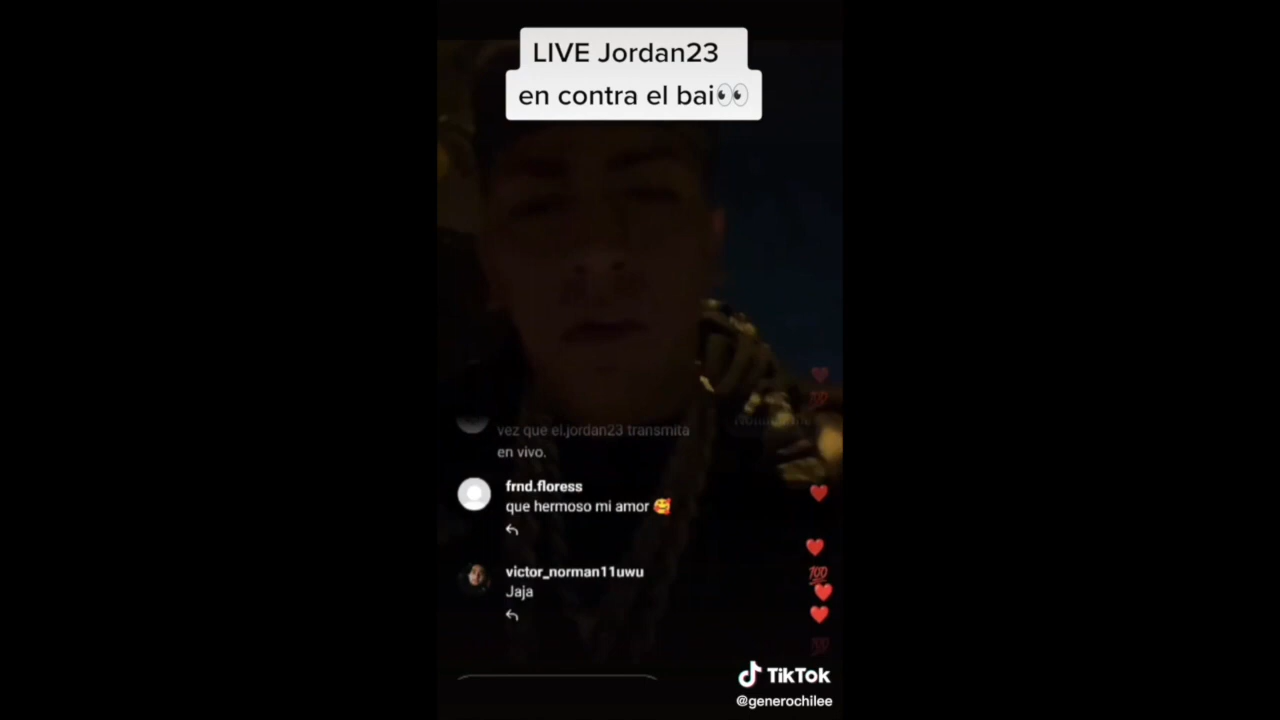 LIVE Jordan23
en contra el bai👀
vez que el.jordan23 transmita
en vivo.
frnd.floress
que hermoso mi amor 🥰
victor_norman11uwu
Jaja
TikTok
@generochilee